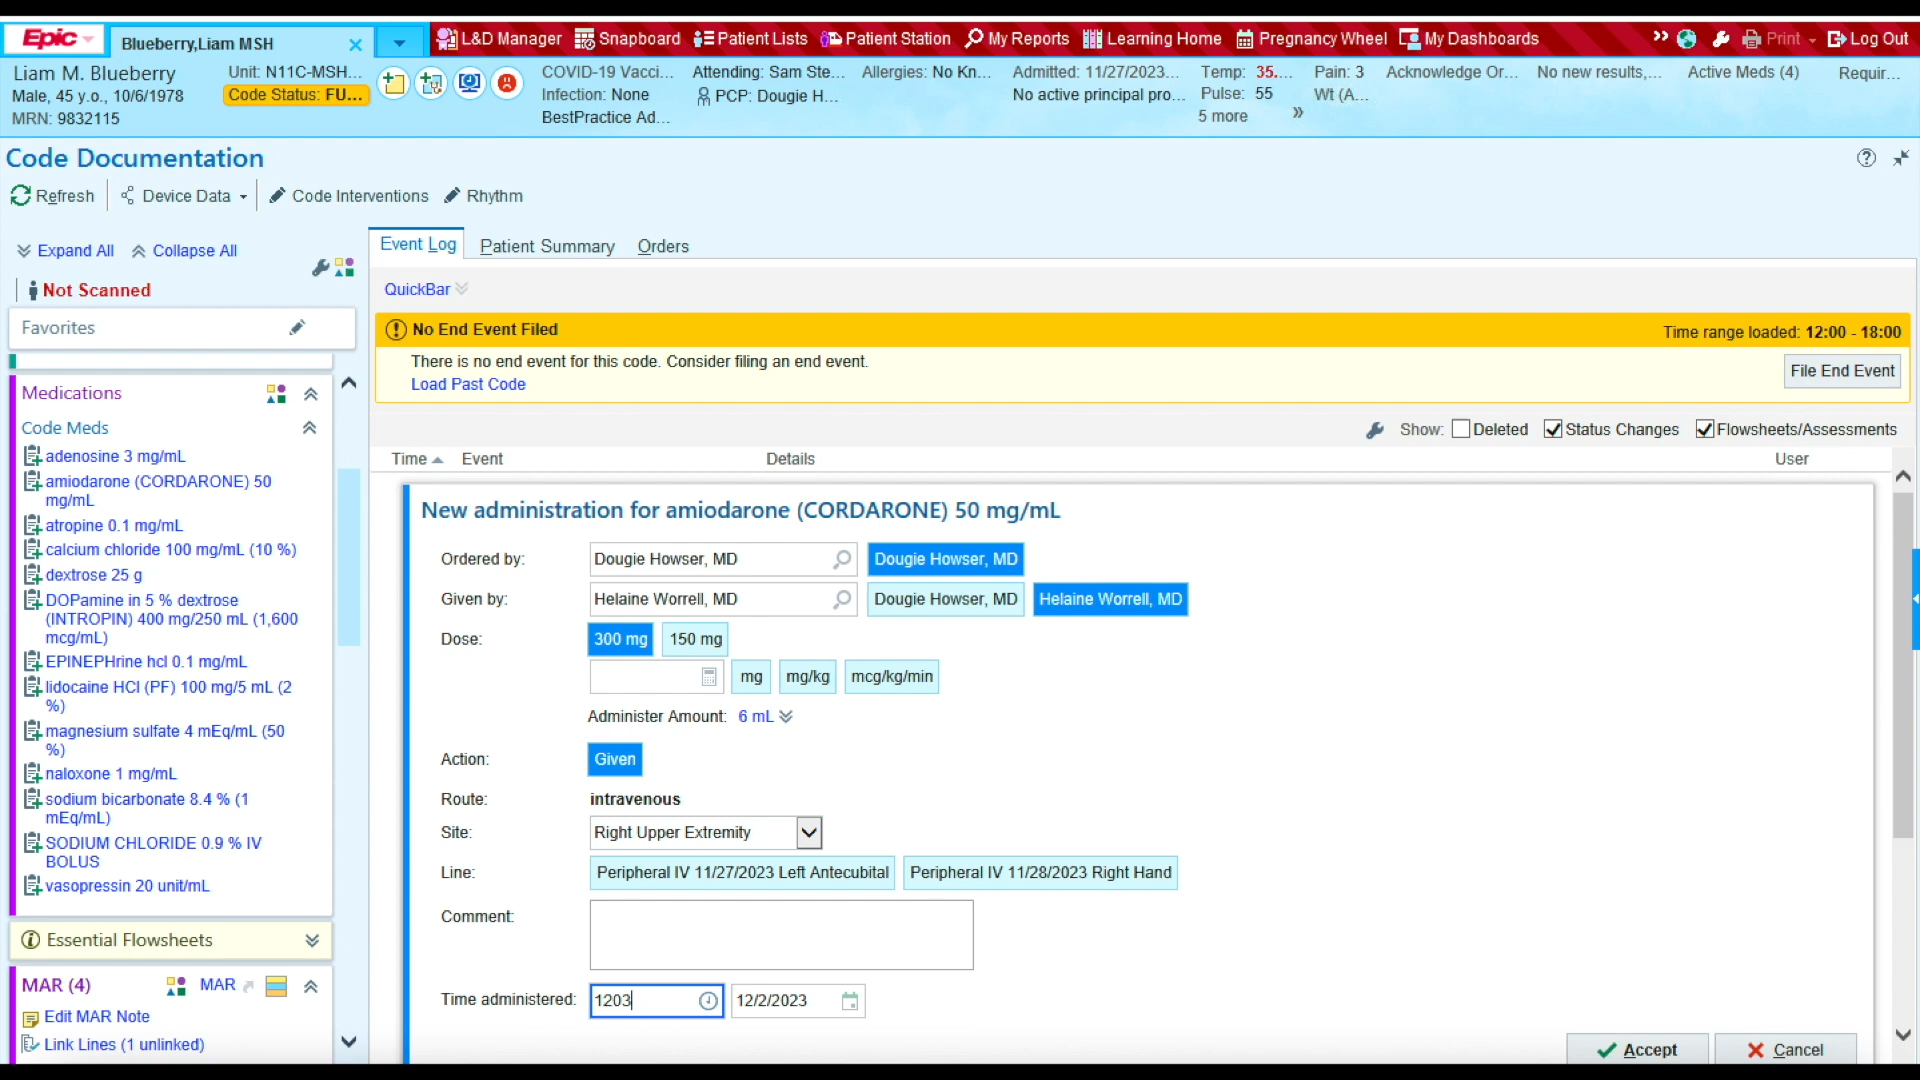 Epic
Blueberry,Liam MSH
L&D Manager
Snapboard
Patient Lists
Patient Station
My Reports
Learning Home
Pregnancy Wheel
My Dashboards
Print
Log Out
Liam M. Blueberry
Male, 45 y.o., 10/6/1978
MRN: 9832115
Unit: N11C-MSH...
Code Status: FU...
COVID-19 Vacci...
Infection: None
BestPractice Ad...
Attending: Sam Ste...
PCP: Dougie H...
Allergies: No Kn...
Admitted: 11/27/2023...
No active principal pro...
Temp: 35....
Pulse: 55
5 more
Pain: 3
Wt (A...
Acknowledge Or...
No new results,...
Active Meds (4)
Requir...
Code Documentation
Refresh
Device Data
Code Interventions
Rhythm
Expand All
Collapse All
Not Scanned
Favorites
Medications
Code Meds
adenosine 3 mg/mL
amiodarone (CORDARONE) 50
mg/mL
atropine 0.1 mg/mL
calcium chloride 100 mg/mL (10 %)
dextrose 25 g
DOPamine in 5 % dextrose
(INTROPIN) 400 mg/250 mL (1,600
mcg/mL)
EPINEPHrine hcl 0.1 mg/mL
lidocaine HCl (PF) 100 mg/5 mL (2
%)
magnesium sulfate 4 mEq/mL (50
%)
naloxone 1 mg/mL
sodium bicarbonate 8.4 % (1
mEq/mL)
SODIUM CHLORIDE 0.9 % IV
BOLUS
vasopressin 20 unit/mL
Essential Flowsheets
MAR (4)
MAR
Edit MAR Note
Link Lines (1 unlinked)
Event Log
Patient Summary
Orders
QuickBar
No End Event Filed
Time range loaded: 12:00 - 18:00
There is no end event for this code. Consider filing an end event.
Load Past Code
File End Event
Show: Deleted Status Changes Flowsheets/Assessments
Time Event Details User
New administration for amiodarone (CORDARONE) 50 mg/mL
Ordered by: Dougie Howser, MD Dougie Howser, MD
Given by: Helaine Worrell, MD Dougie Howser, MD Helaine Worrell, MD
Dose: 300 mg 150 mg
mg mg/kg mcg/kg/min
Administer Amount: 6 mL
Action: Given
Route: intravenous
Site: Right Upper Extremity
Line: Peripheral IV 11/27/2023 Left Antecubital Peripheral IV 11/28/2023 Right Hand
Comment:
Time administered: 1203 12/2/2023
Accept Cancel